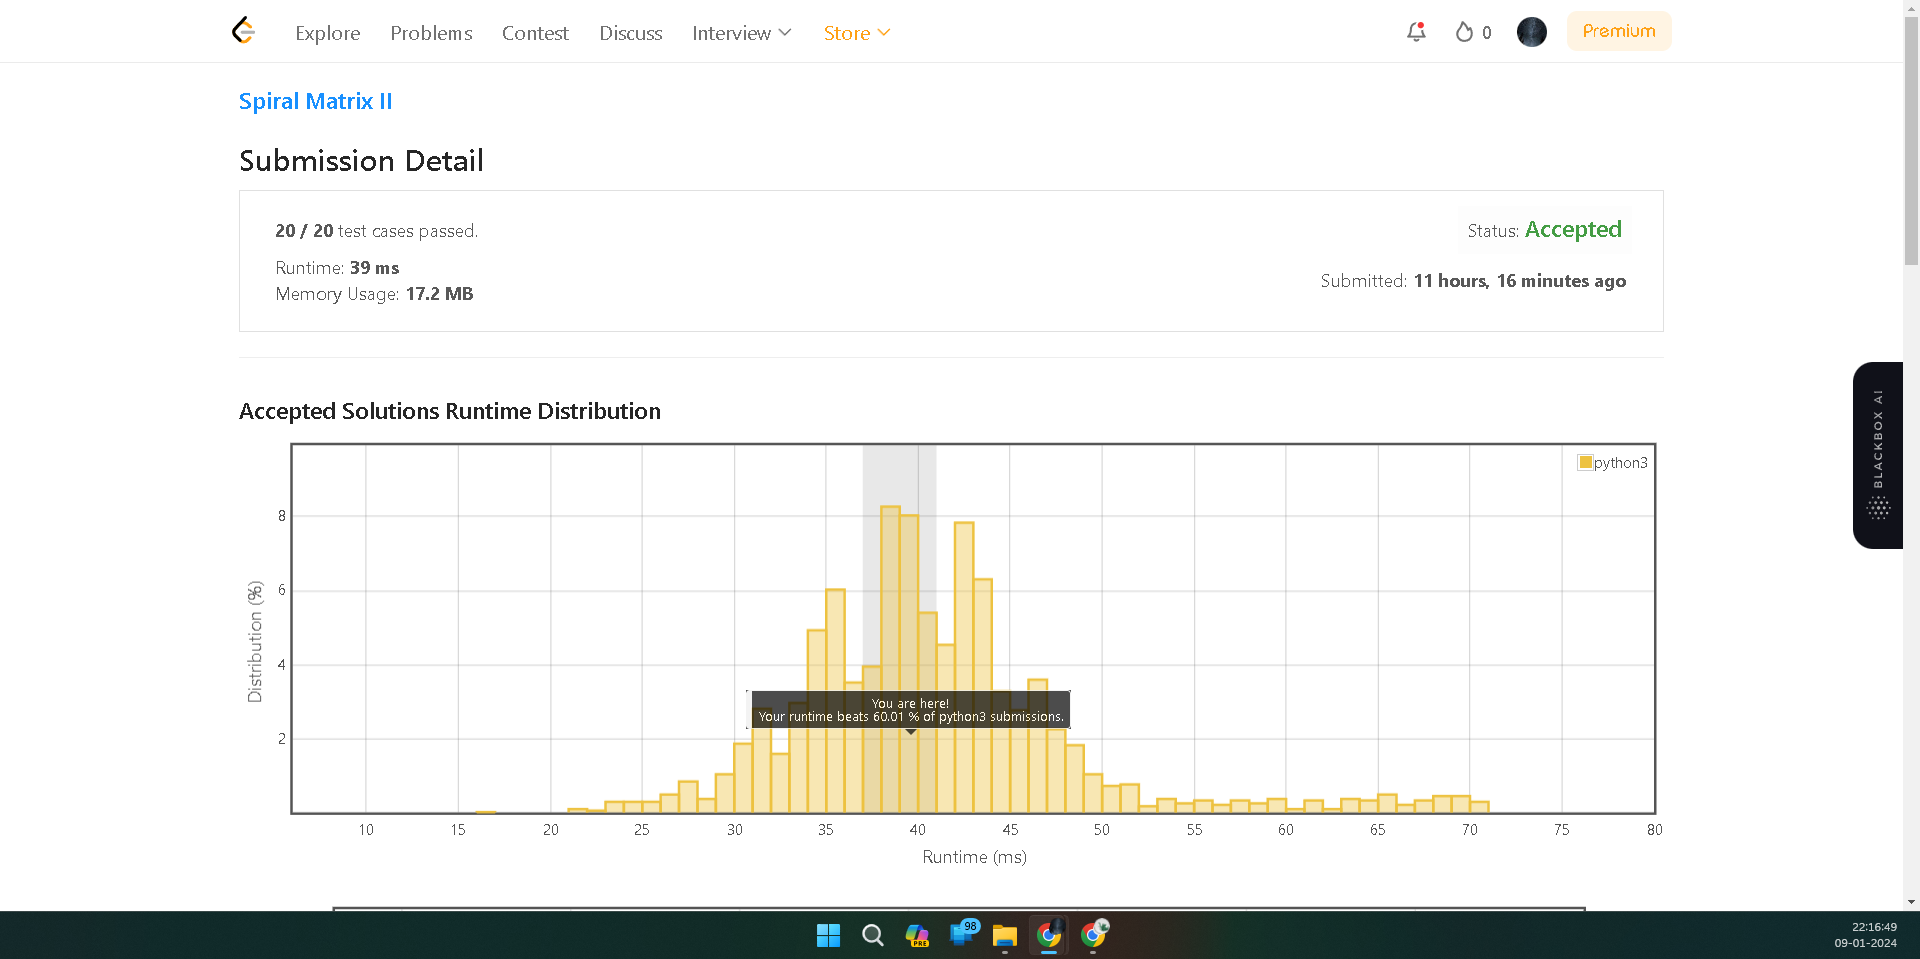 Explore Problems Contest Discuss Interview Store 0 Premium
Spiral Matrix II
Submission Detail
20 / 20 test cases passed.
Status: Accepted
Runtime: 39 ms
Submitted: 11 hours, 16 minutes ago
Memory Usage: 17.2 MB
Accepted Solutions Runtime Distribution
python3
BLACKBOX AI
Distribution (%)
8
6
4
2
You are here!
Your runtime beats 60.01 % of python3 submissions.
10 15 20 25 30 35 40 45 50 55 60 65 70 75 80
Runtime (ms)
PRE
98
22:16:49
09-01-2024